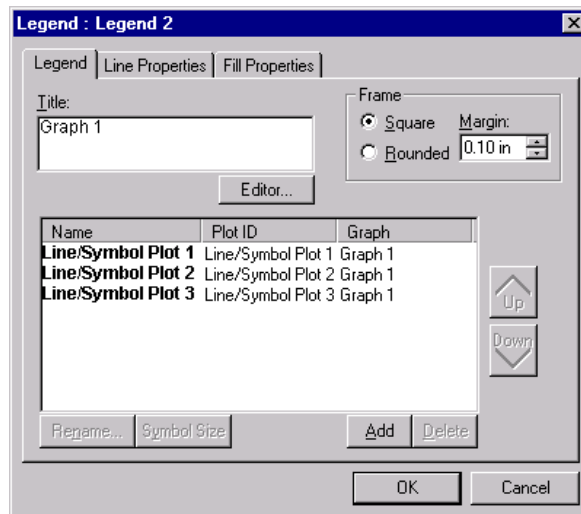 Legend : Legend 2
Legend Line Properties Fill Properties
Title:
Graph 1
Editor...
Frame
Square
Rounded
Margin:
0.10 in
Name Plot ID Graph
Line/Symbol Plot 1 Line/Symbol Plot 1 Graph 1
Line/Symbol Plot 2 Line/Symbol Plot 2 Graph 1
Line/Symbol Plot 3 Line/Symbol Plot 3 Graph 1
Up
Down
Rename... Symbol Size Add Delete
OK Cancel